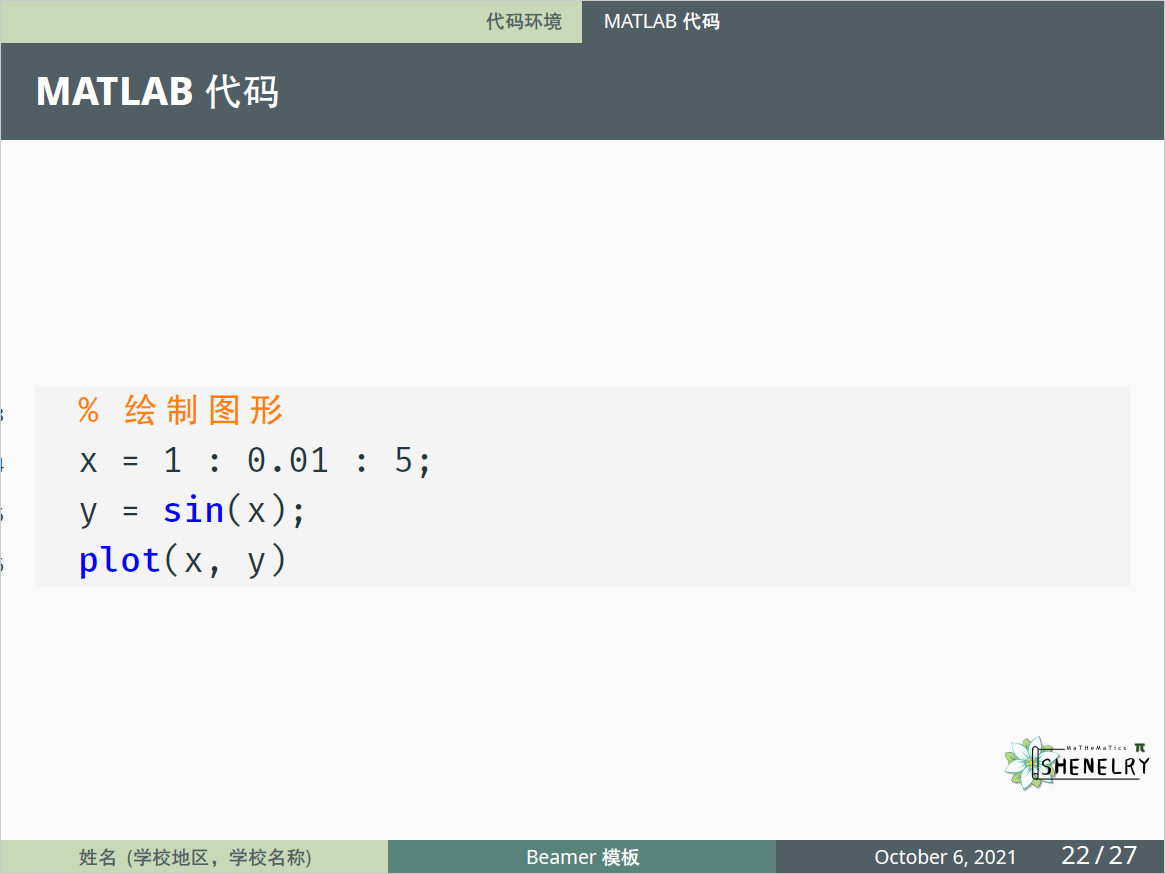 代码环境 MATLAB 代码
MATLAB 代码
% 绘制图形
x = 1 : 0.01 : 5;
y = sin(x);
plot(x, y)
MaTHeMaTics π
SHENELRY
姓名 (学校地区，学校名称) Beamer 模板 October 6, 2021 22 / 27